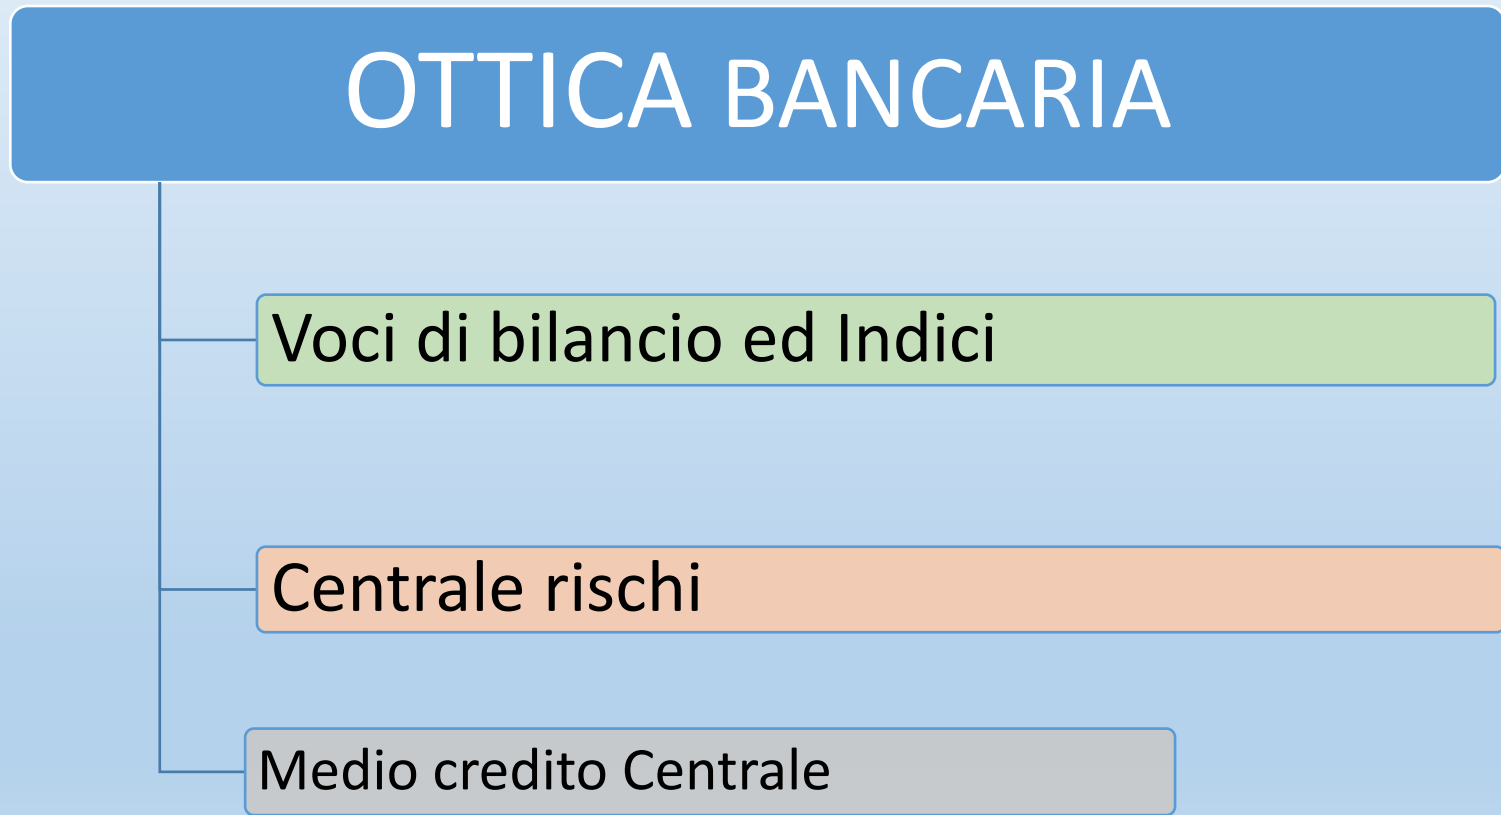 OTTICA BANCARIA
Voci di bilancio ed Indici
Centrale rischi
Medio credito Centrale